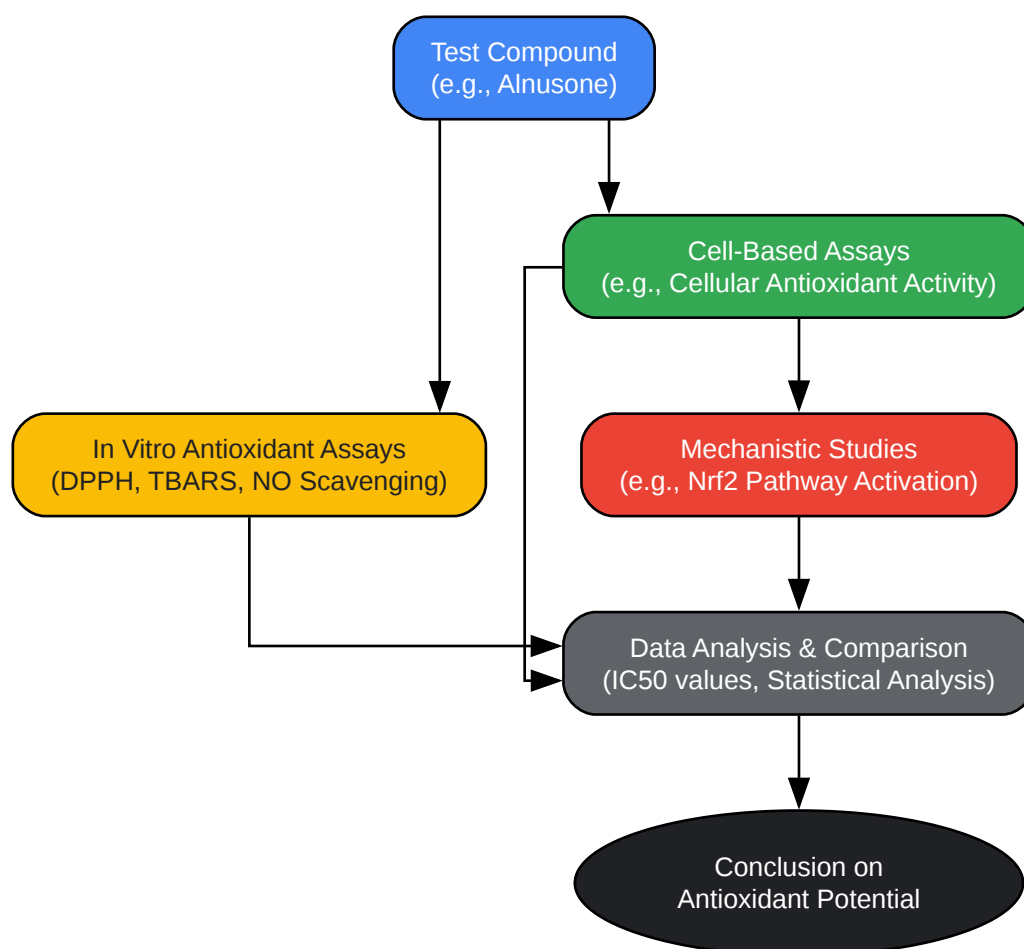 Test Compound
(e.g., Alnusone)
Cell-Based Assays
(e.g., Cellular Antioxidant Activity)
In Vitro Antioxidant Assays
(DPPH, TBARS, NO Scavenging)
Mechanistic Studies
(e.g., Nrf2 Pathway Activation)
Data Analysis & Comparison
(IC50 values, Statistical Analysis)
Conclusion on
Antioxidant Potential